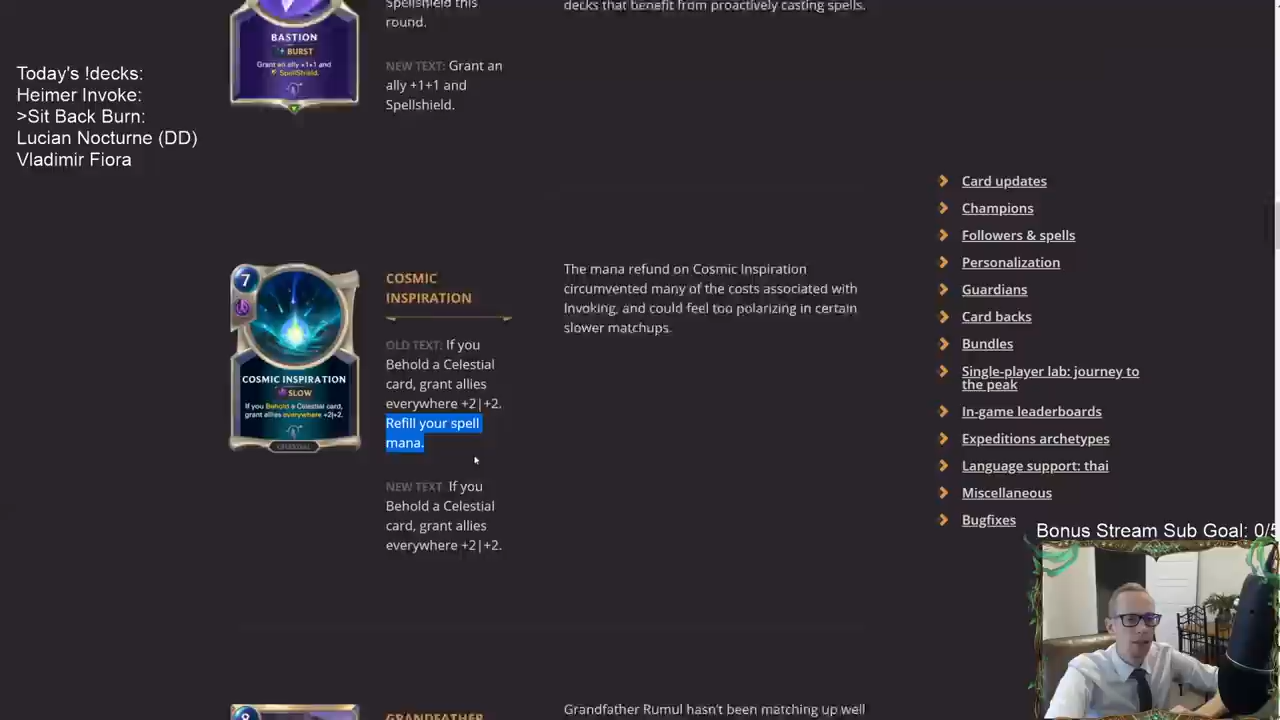 Today's !decks:
Heimer Invoke:
>Sit Back Burn:
Lucian Nocturne (DD)
Vladimir Fiora
BASTION
BURST
Grant an ally +1+1 and
SpellShield.
Spellshield this
round.
NEW TEXT: Grant an
ally +1+1 and
Spellshield.
decks that benefit from proactively casting spells.
7
COSMIC INSPIRATION
SLOW
If you Behold a Celestial card,
grant allies everywhere +2|+2.
CELESTIAL
COSMIC
INSPIRATION
OLD TEXT: If you
Behold a Celestial
card, grant allies
everywhere +2|+2.
Refill your spell
mana.
NEW TEXT: If you
Behold a Celestial
card, grant allies
everywhere +2|+2.
The mana refund on Cosmic Inspiration
circumvented many of the costs associated with
Invoking, and could feel too polarizing in certain
slower matchups.
8
GRANDFATHER
Grandfather Rumul hasn't been matching up well
Card updates
Champions
Followers & spells
Personalization
Guardians
Card backs
Bundles
Single-player lab: journey to
the peak
In-game leaderboards
Expeditions archetypes
Language support: thai
Miscellaneous
Bugfixes
Bonus Stream Sub Goal: 0/5